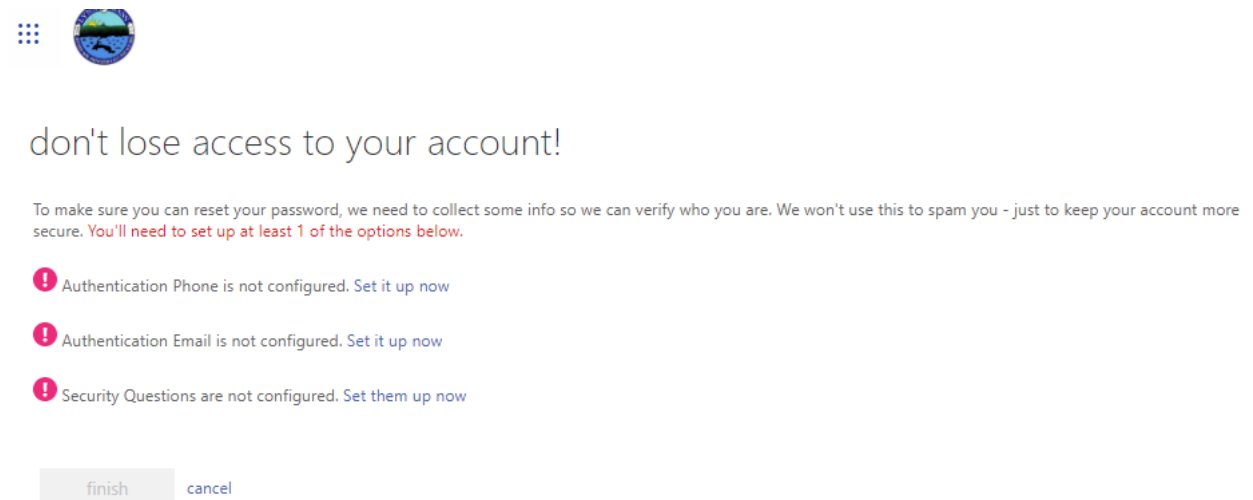 don't lose access to your account!
To make sure you can reset your password, we need to collect some info so we can verify who you are. We won't use this to spam you - just to keep your account more
secure. You'll need to set up at least 1 of the options below.
! Authentication Phone is not configured. Set it up now
! Authentication Email is not configured. Set it up now
! Security Questions are not configured. Set them up now
finish cancel